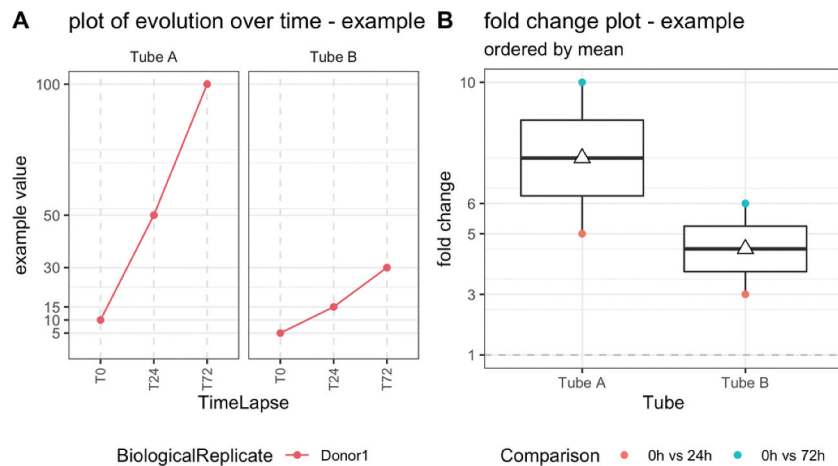 A plot of evolution over time - example
Tube A
Tube B
100
50
30
15
10
5
example value
T0
T24
T72
T0
T24
T72
TimeLapse
BiologicalReplicate Donor1
B fold change plot - example
ordered by mean
10
6
5
3
1
fold change
Tube A
Tube B
Tube
Comparison 0h vs 24h 0h vs 72h